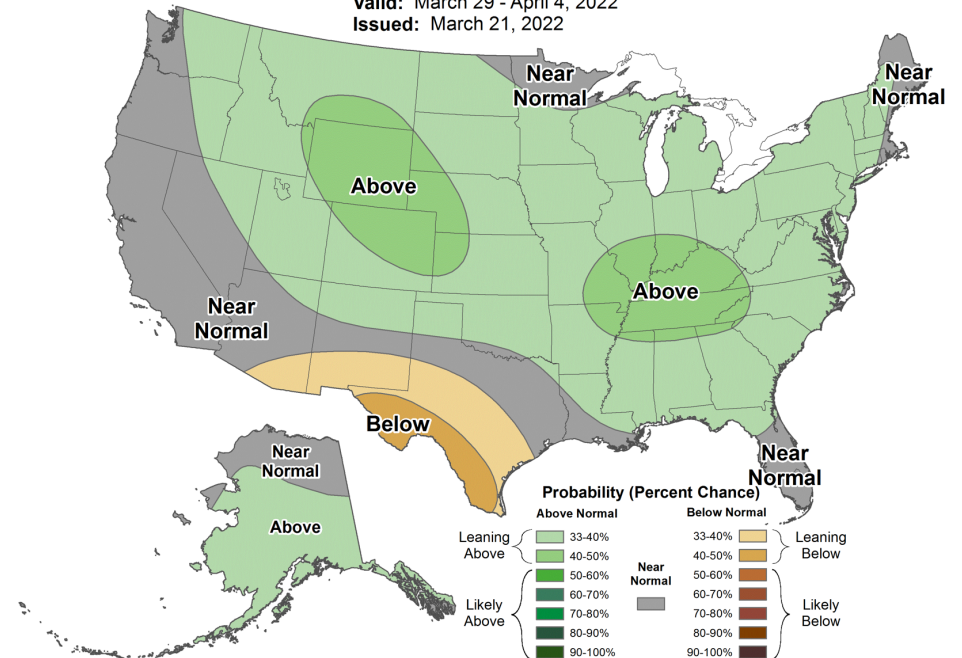 Valid: March 29 - April 4, 2022
Issued: March 21, 2022
Near
Normal
Near
Normal
Above
Above
Near
Normal
Below
Near
Normal
Near
Normal
Above
Probability (Percent Chance)
Above Normal
Below Normal
Leaning
Above
33-40%
40-50%
Likely
Above
50-60%
60-70%
70-80%
80-90%
90-100%
Near
Normal
33-40%
40-50%
Leaning
Below
50-60%
60-70%
70-80%
80-90%
90-100%
Likely
Below